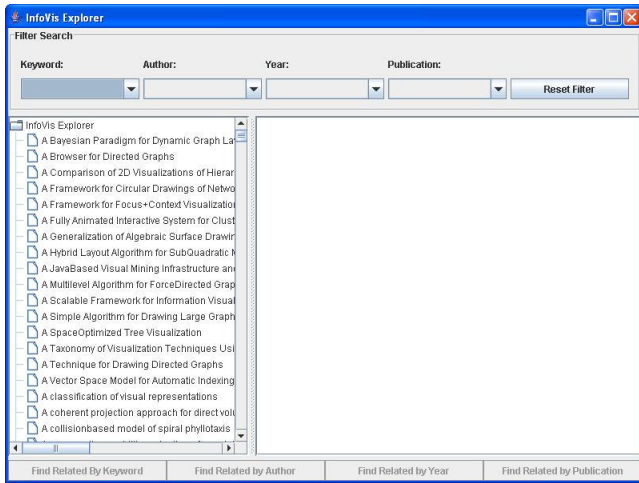 InfoVis Explorer
Filter Search
Keyword: Author: Year: Publication:
Reset Filter
InfoVis Explorer
A Bayesian Paradigm for Dynamic Graph La
A Browser for Directed Graphs
A Comparison of 2D Visualizations of Hierar
A Framework for Circular Drawings of Netwo
A Framework for Focus+Context Visualization
A Fully Animated Interactive System for Clust
A Generalization of Algebraic Surface Drawin
A Hybrid Layout Algorithm for SubQuadratic M
A JavaBased Visual Mining Infrastructure and
A Multilevel Algorithm for ForceDirected Grap
A Scalable Framework for Information Visual
A Simple Algorithm for Drawing Large Graph
A SpaceOptimized Tree Visualization
A Taxonomy of Visualization Techniques Usi
A Technique for Drawing Directed Graphs
A Vector Space Model for Automatic Indexing
A classification of visual representations
A coherent projection approach for direct volu
A collisionbased model of spiral phyllotaxis
Find Related By Keyword Find Related by Author Find Related by Year Find Related by Publication